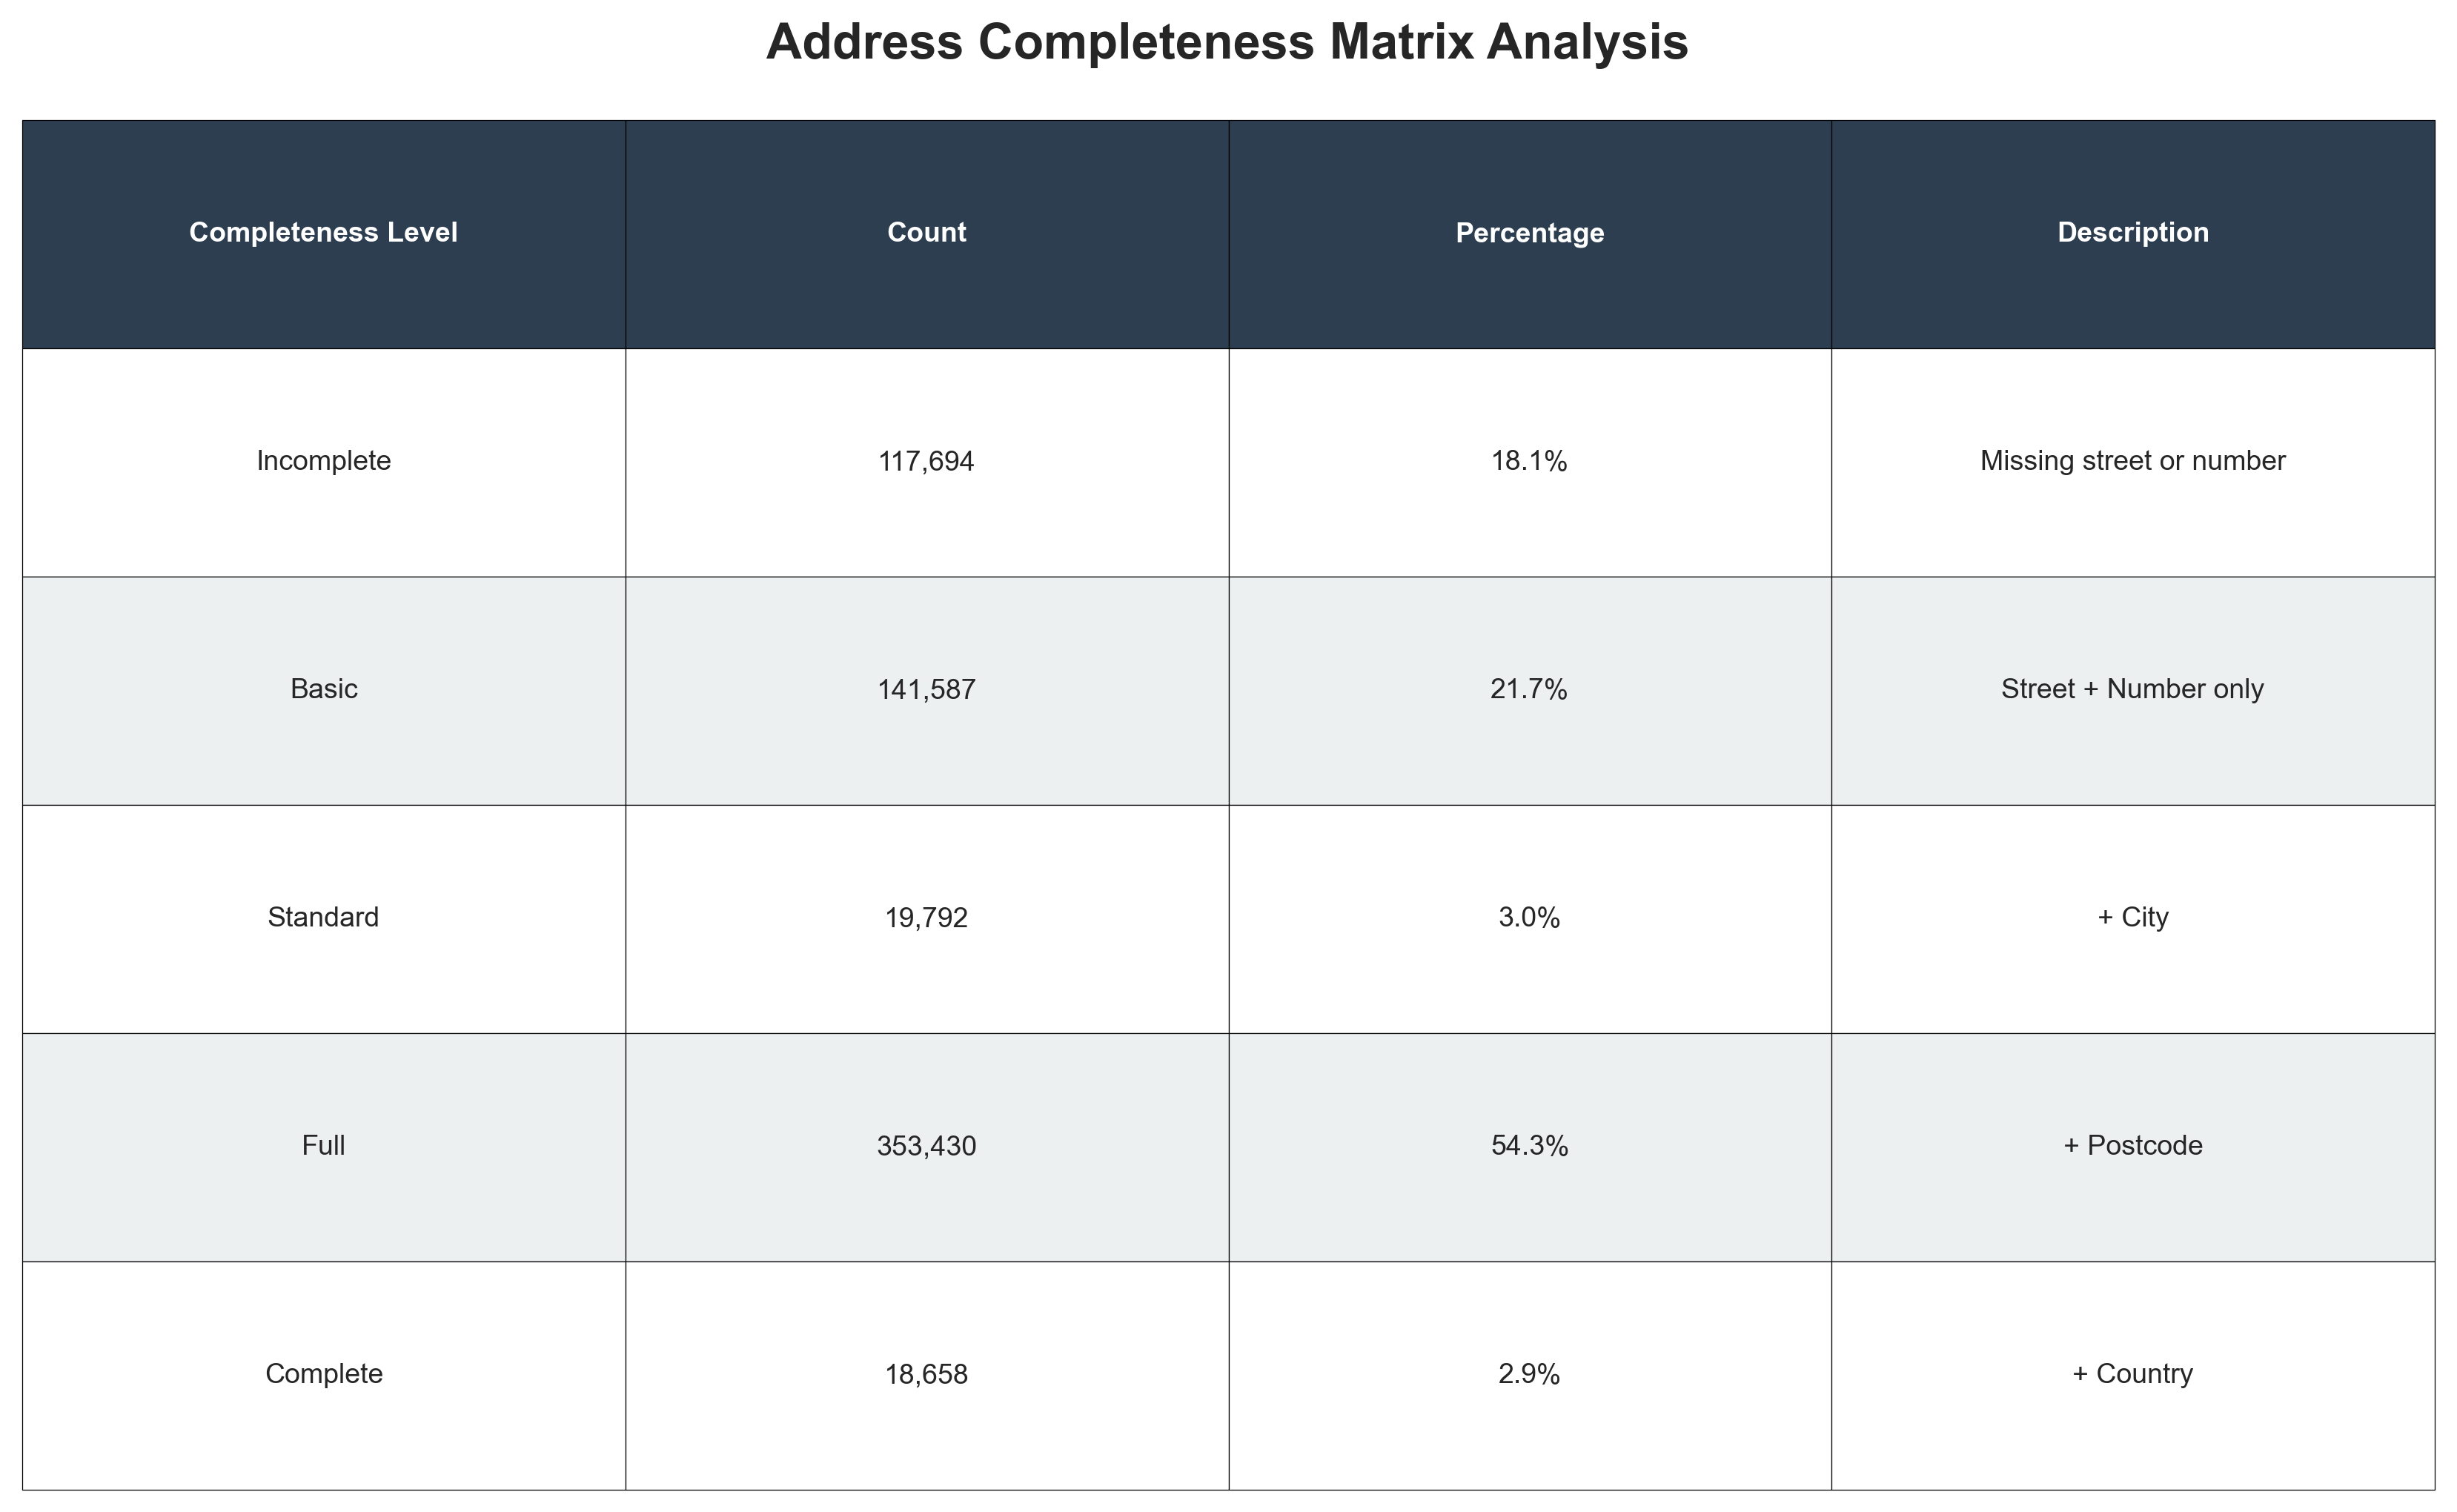 Address Completeness Matrix Analysis
Completeness Level Count Percentage Description
Incomplete 117,694 18.1% Missing street or number
Basic 141,587 21.7% Street + Number only
Standard 19,792 3.0% + City
Full 353,430 54.3% + Postcode
Complete 18,658 2.9% + Country